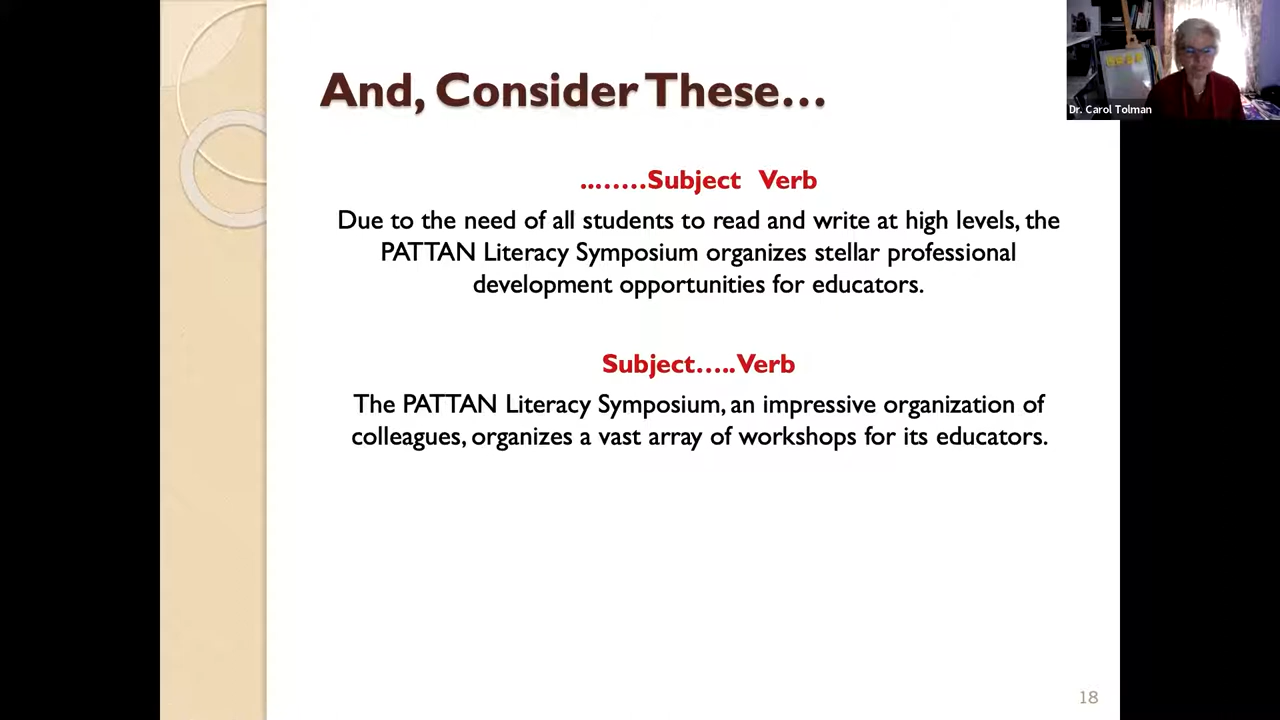 And, Consider These…
Dr. Carol Tolman
..……Subject Verb
Due to the need of all students to read and write at high levels, the
PATTAN Literacy Symposium organizes stellar professional
development opportunities for educators.
Subject…..Verb
The PATTAN Literacy Symposium, an impressive organization of
colleagues, organizes a vast array of workshops for its educators.
18